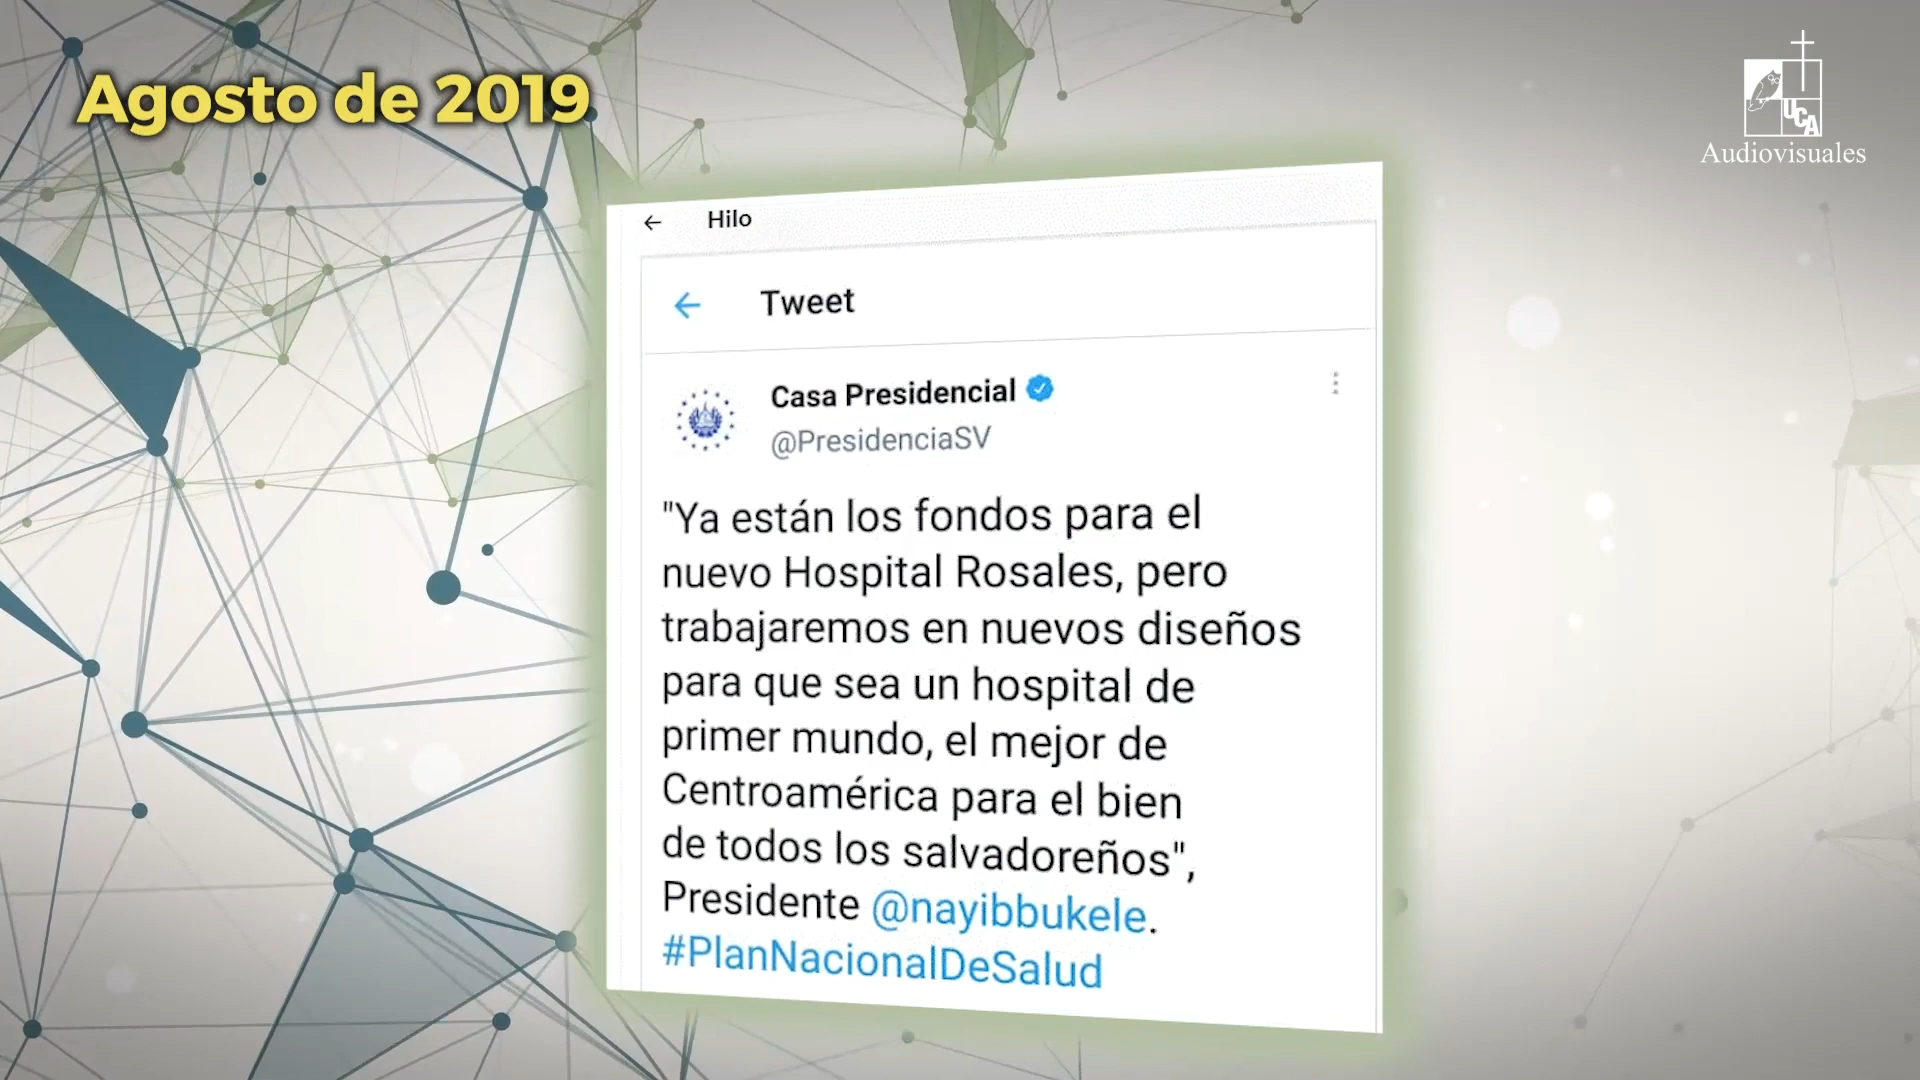 Agosto de 2019
UCA
Audiovisuales
Hilo
Tweet
Casa Presidencial
@PresidenciaSV
"Ya están los fondos para el
nuevo Hospital Rosales, pero
trabajaremos en nuevos diseños
para que sea un hospital de
primer mundo, el mejor de
Centroamérica para el bien
de todos los salvadoreños",
Presidente @nayibbukele.
#PlanNacionalDeSalud